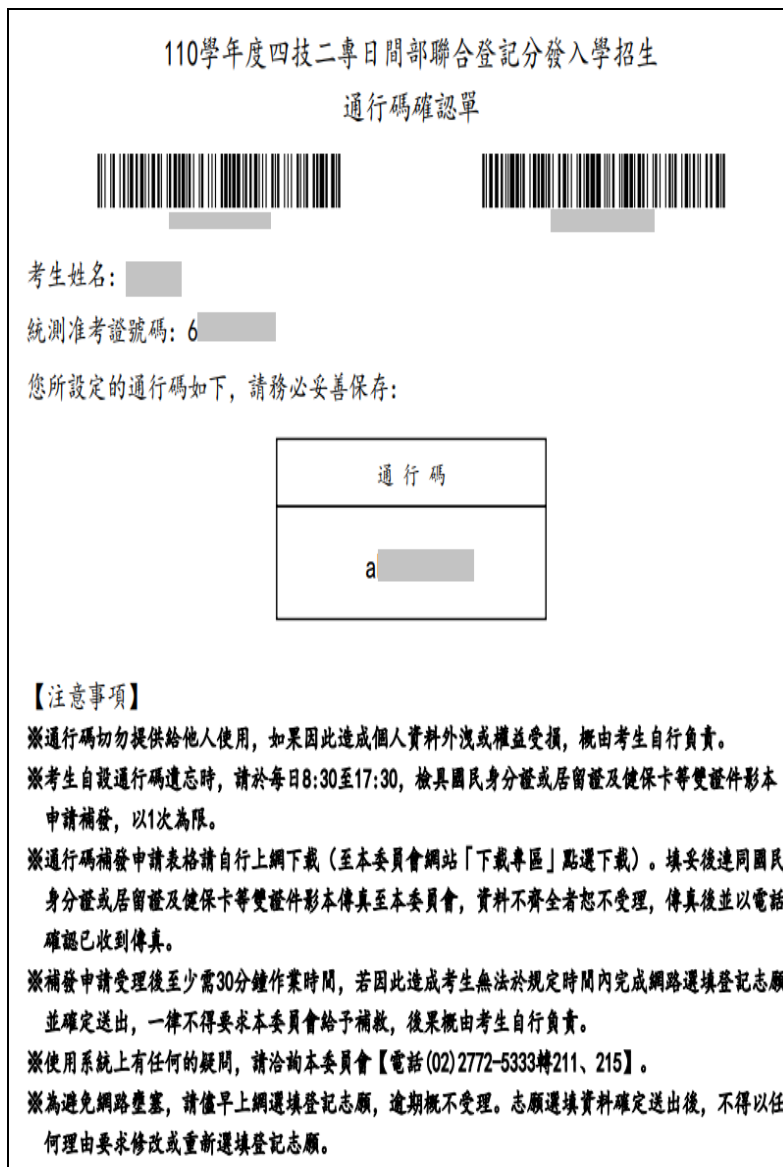 110學年度四技二專日間部聯合登記分發入學招生
通行碼確認單
考生姓名:
統測准考證號碼: 6
您所設定的通行碼如下, 請務必妥善保存:
通 行 碼
a
【注意事項】
※通行碼切勿提供給他人使用, 如果因此造成個人資料外洩或權益受損, 概由考生自行負責。
※考生自設通行碼遺忘時, 請於每日8:30至17:30, 檢具國民身分證或居留證及健保卡等雙證件影本
申請補發, 以1次為限。
※通行碼補發申請表格請自行上網下載（至本委員會網站「下載專區」點選下載）。填妥後連同國民
身分證或居留證及健保卡等雙證件影本傳真至本委員會, 資料不齊全者恕不受理, 傳真後並以電話
確認已收到傳真。
※補發申請受理後至少需30分鐘作業時間, 若因此造成考生無法於規定時間內完成網路選填登記志願
並確定送出, 一律不得要求本委員會給予補救, 後果概由考生自行負責。
※使用系統上有任何的疑問, 請洽詢本委員會【電話(02)2772-5333轉211、215】。
※為避免網路壅塞, 請儘早上網選填登記志願, 逾期概不受理。志願選填資料確定送出後, 不得以任
何理由要求修改或重新選填登記志願。